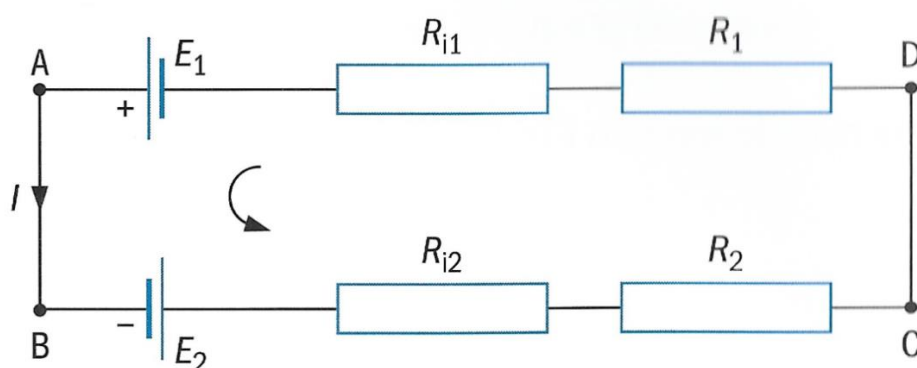 A
E₁
Rᵢ₁
R₁
D
+
I
B
−
E₂
Rᵢ₂
R₂
C